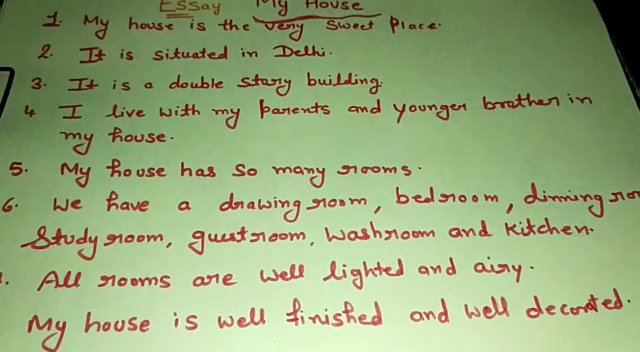 Essay My House
1. My house is the very sweet place.
2. It is situated in Delhi.
3. It is a double story building.
4 I live with my parents and younger brother in
my house.
5. My house has so many rooms.
6. We have a drawing room, bedroom, dinning
Study room, guest room, washroom and kitchen.
All rooms are well lighted and airy.
My house is well finished and well decorated.